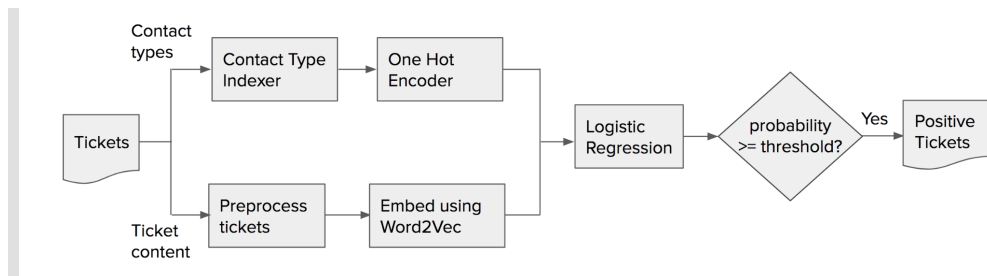 Contact
types
Contact Type
Indexer
One Hot
Encoder
Tickets
Logistic
Regression
probability
>= threshold?
Yes
Positive
Tickets
Preprocess
tickets
Embed using
Word2Vec
Ticket
content